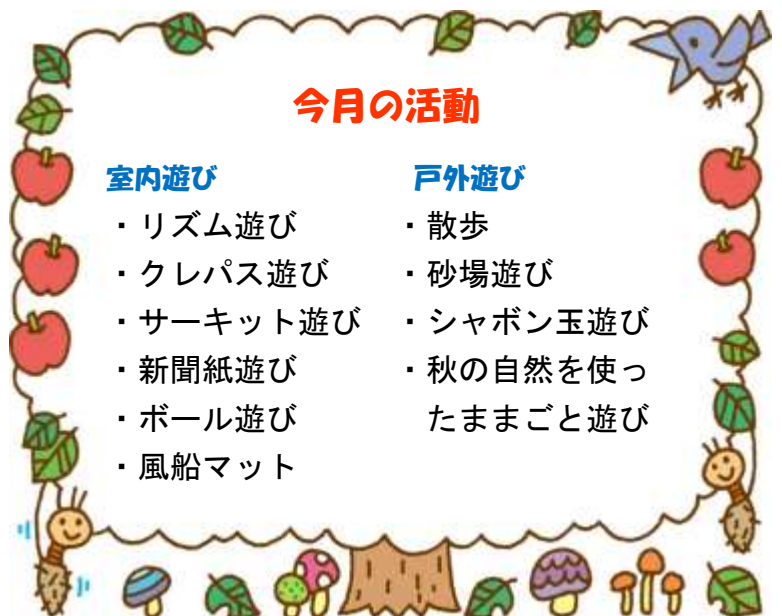 今月の活動
室内遊び
・リズム遊び
・クレパス遊び
・サーキット遊び
・新聞紙遊び
・ボール遊び
・風船マット
戸外遊び
・散歩
・砂場遊び
・シャボン玉遊び
・秋の自然を使っ
たままごと遊び